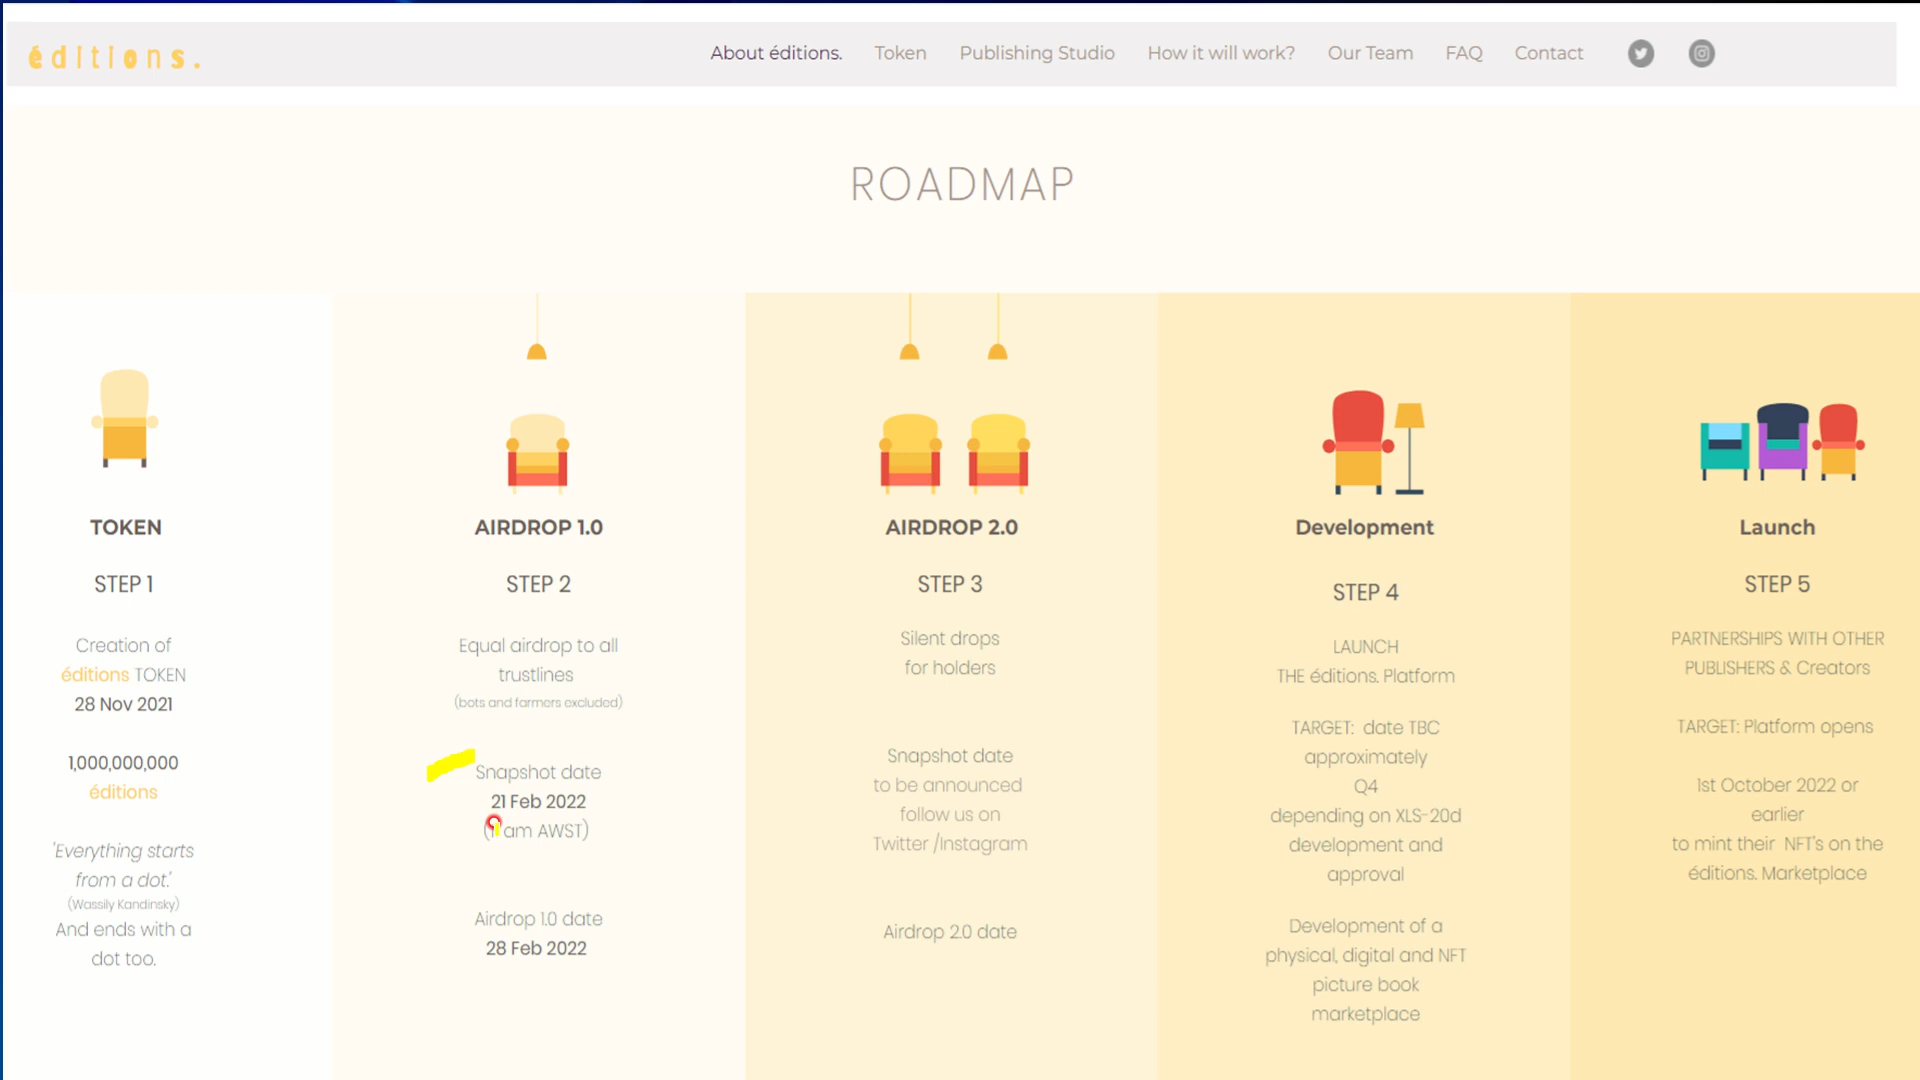 éditions.
About éditions. Token Publishing Studio How it will work? Our Team FAQ Contact
ROADMAP
TOKEN
STEP 1
Creation of
éditions TOKEN
28 Nov 2021
1,000,000,000
éditions
'Everything starts
from a dot.'
(Wassily Kandinsky)
And ends with a
dot too.
AIRDROP 1.0
STEP 2
Equal airdrop to all
trustlines
(bots and farmers excluded)
Snapshot date
21 Feb 2022
am AWST)
Airdrop 1.0 date
28 Feb 2022
AIRDROP 2.0
STEP 3
Silent drops
for holders
Snapshot date
to be announced
follow us on
Twitter /Instagram
Airdrop 2.0 date
Development
STEP 4
LAUNCH
THE éditions. Platform
TARGET: date TBC
approximately
Q4
depending on XLS-20d
development and
approval
Development of a
physical, digital and NFT
picture book
marketplace
Launch
STEP 5
PARTNERSHIPS WITH OTHER
PUBLISHERS & Creators
TARGET: Platform opens
1st October 2022 or
earlier
to mint their NFT's on the
éditions. Marketplace